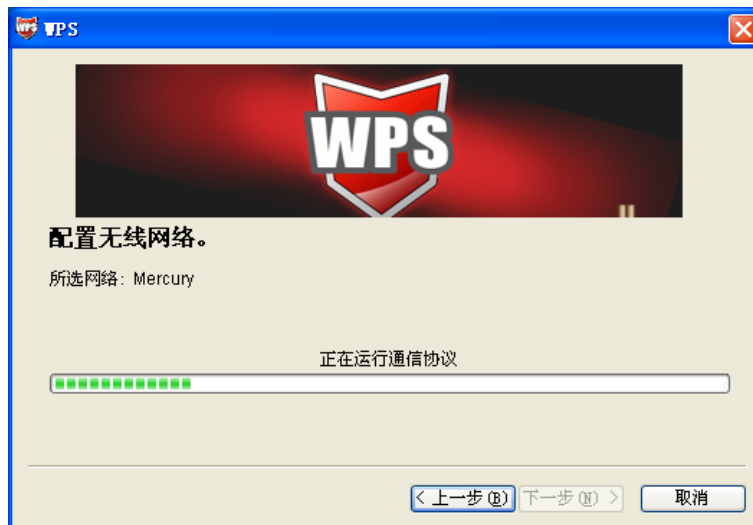 WPS WPS
WPS
配置无线网络。
所选网络: Mercury
正在运行通信协议
< 上一步(B) 下一步(N) > 取消